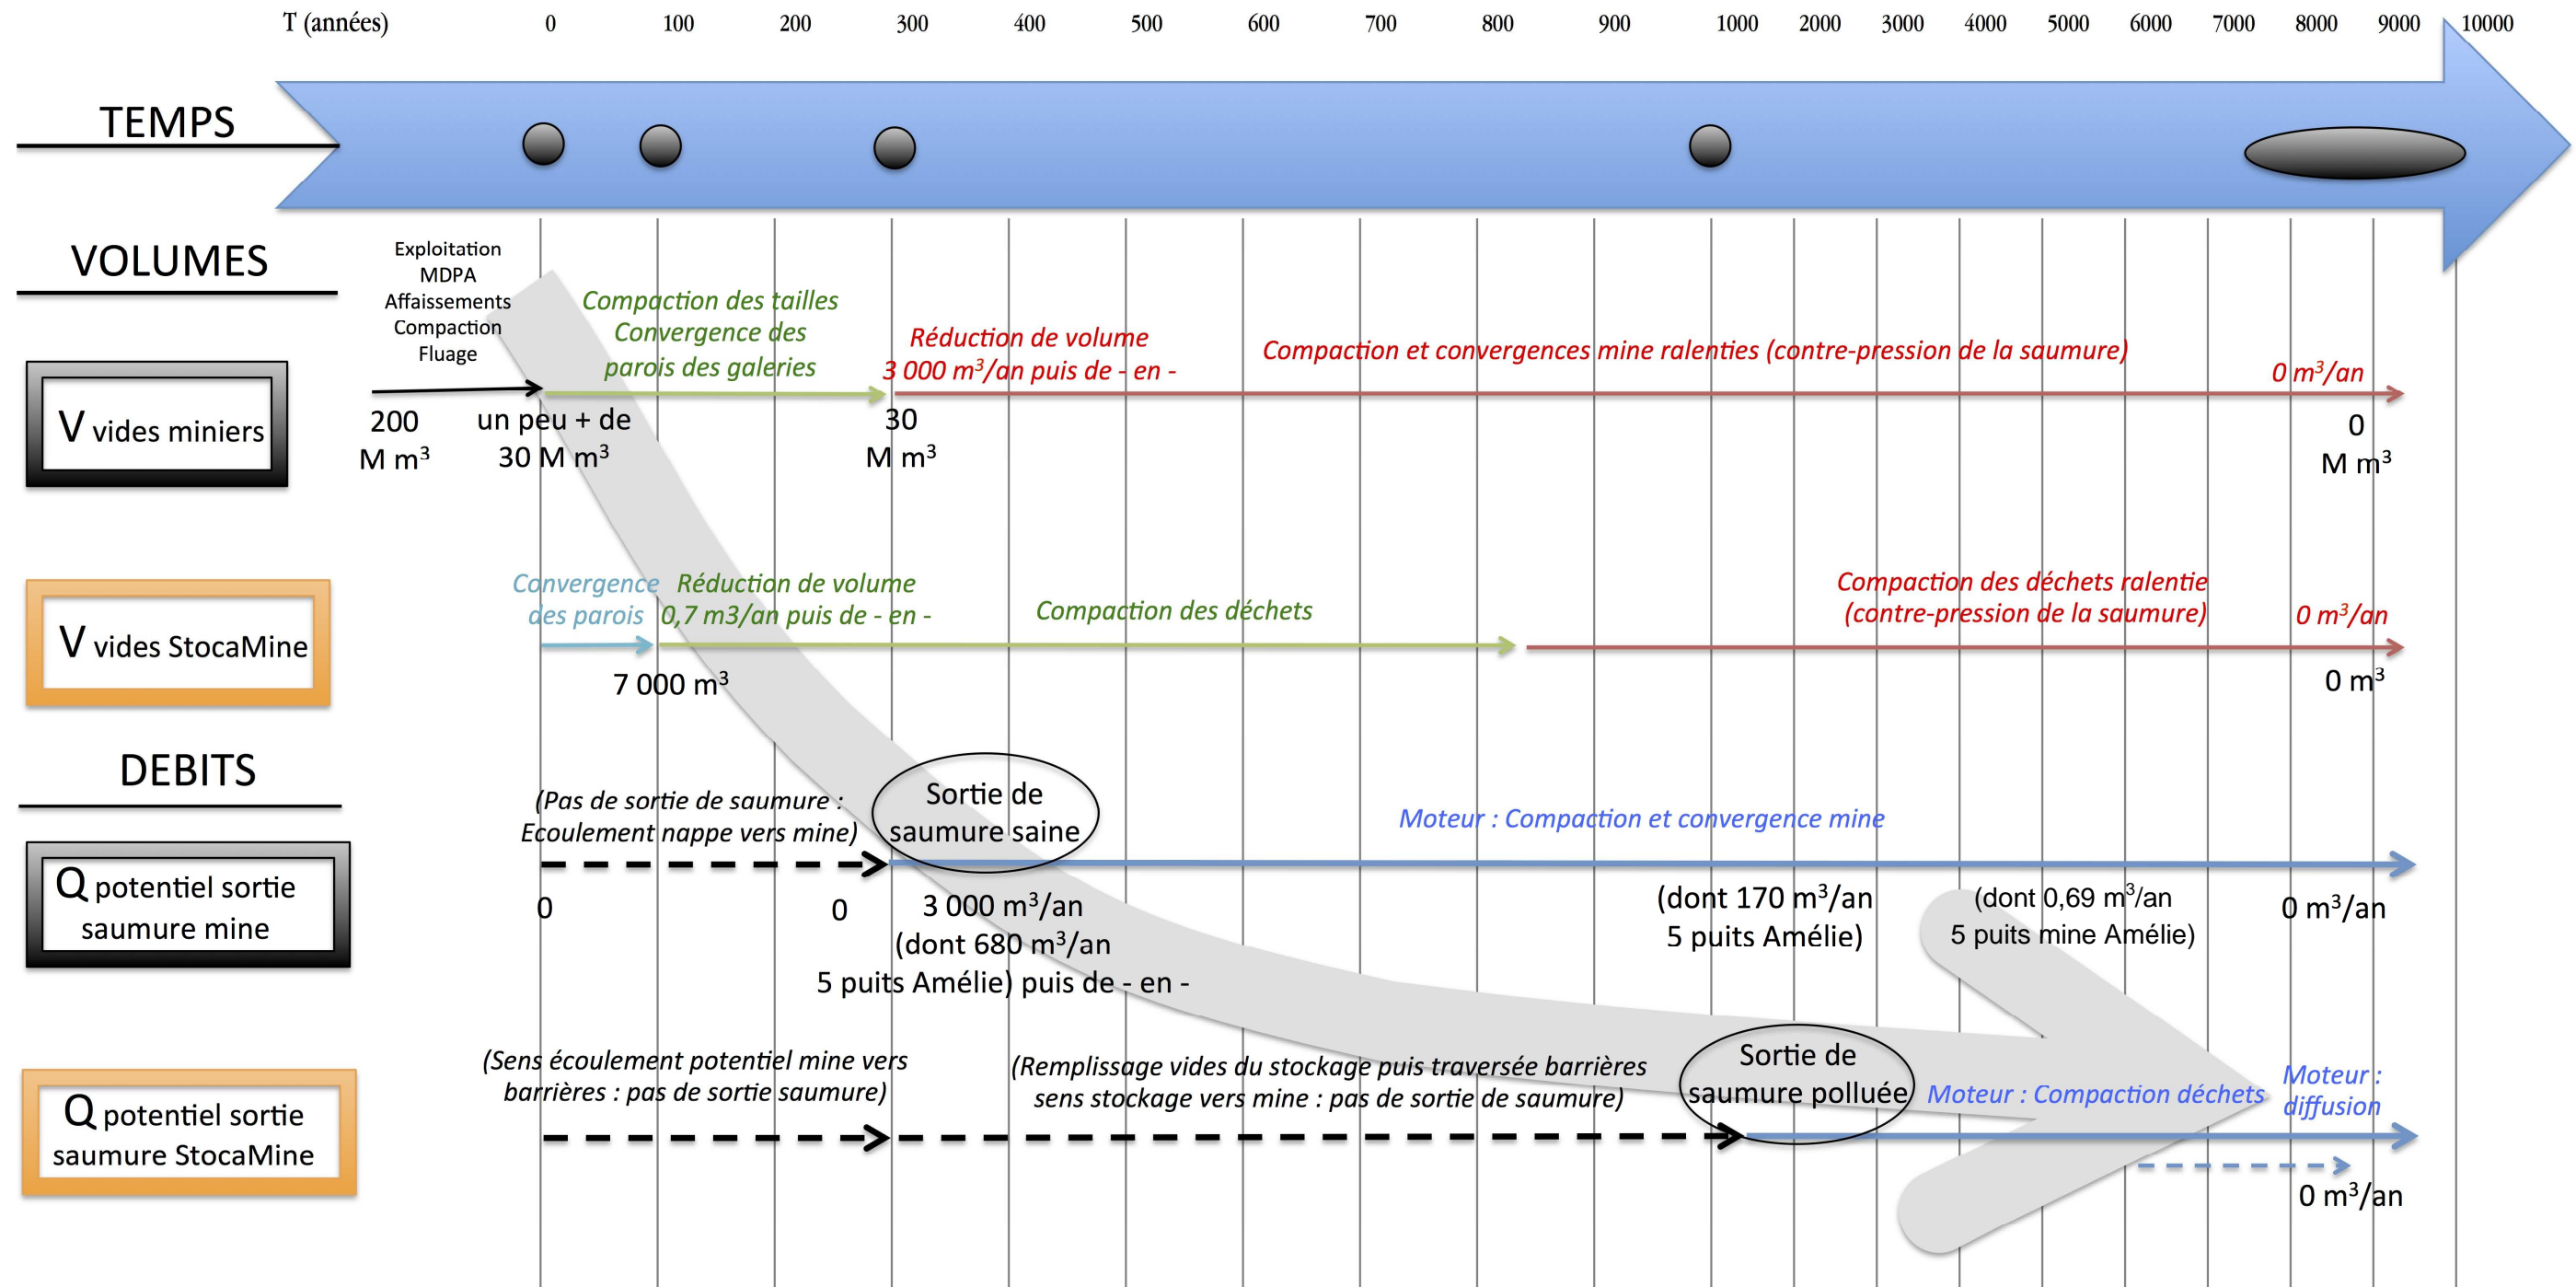 T (années) 0 100 200 300 400 500 600 700 800 900 1000 2000 3000 4000 5000 6000 7000 8000 9000 10000
TEMPS
VOLUMES
Exploitation
MDPA
Affaissements
Compaction
Fluage
Compaction des tailles
Convergence des
parois des galeries
Réduction de volume
3 000 m³/an puis de - en -
Compaction et convergences mine ralenties (contre-pression de la saumure)
0 m³/an
V vides miniers
200
M m³
un peu + de
30 M m³
30
M m³
0
M m³
Convergence
des parois
Réduction de volume
0,7 m3/an puis de - en -
Compaction des déchets
Compaction des déchets ralentie
(contre-pression de la saumure)
0 m³/an
V vides StocaMine
7 000 m³
0 m³
DEBITS
(Pas de sortie de saumure :
Ecoulement nappe vers mine)
Sortie de
saumure saine
Moteur : Compaction et convergence mine
Q potentiel sortie
saumure mine
0
0
3 000 m³/an
(dont 680 m³/an
5 puits Amélie) puis de - en -
(dont 170 m³/an
5 puits Amélie)
(dont 0,69 m³/an
5 puits mine Amélie)
0 m³/an
(Sens écoulement potentiel mine vers
barrières : pas de sortie saumure)
(Remplissage vides du stockage puis traversée barrières
sens stockage vers mine : pas de sortie de saumure)
Sortie de
saumure polluée
Moteur : Compaction déchets
Moteur :
diffusion
Q potentiel sortie
saumure StocaMine
0 m³/an